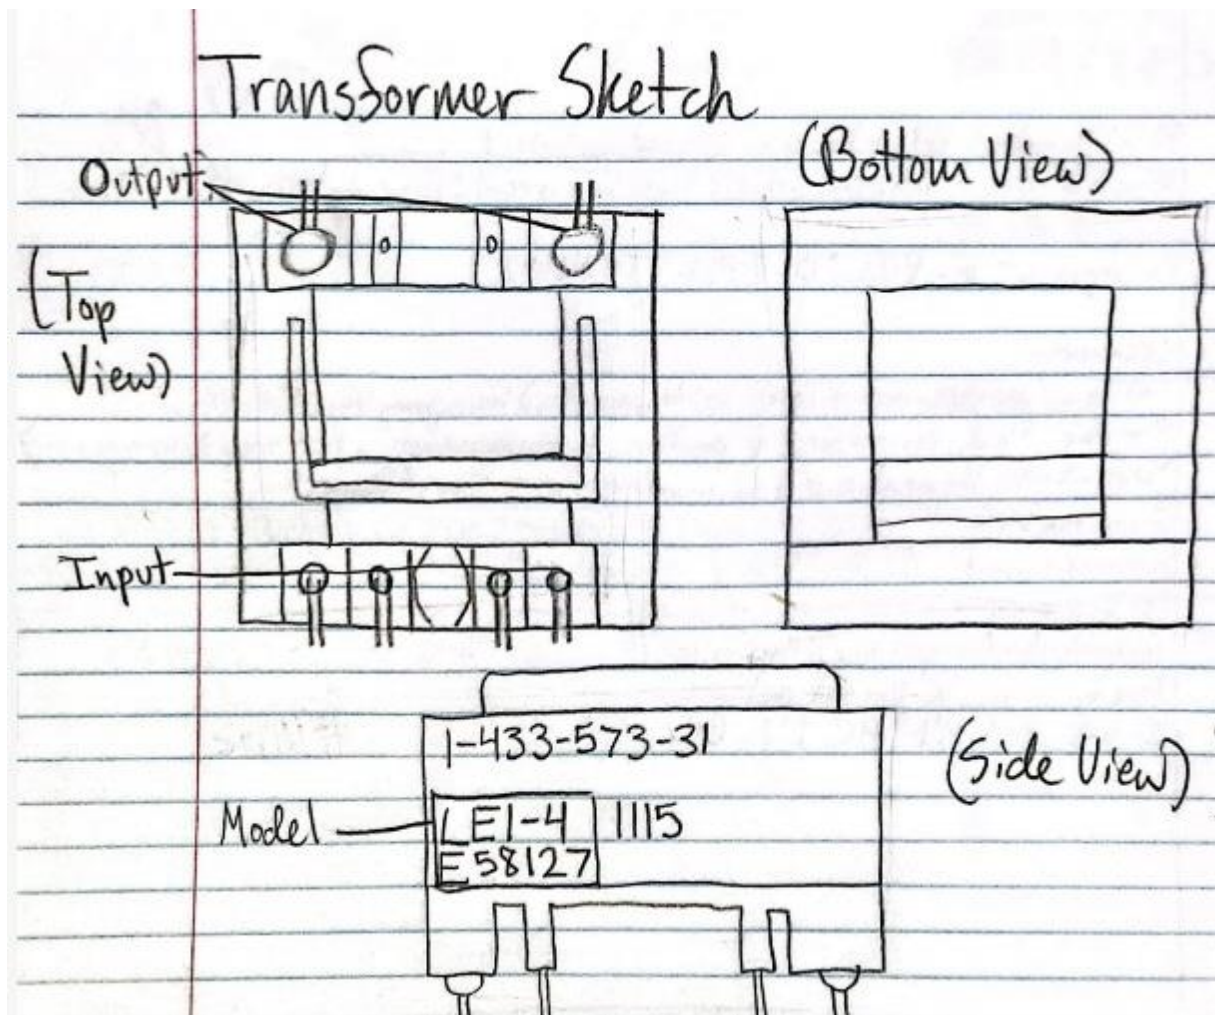 Transformer Sketch
(Bottom View)
Output
(Top
View)
Input
1-433-573-31
(Side View)
Model
LE1-4 1115
E58127